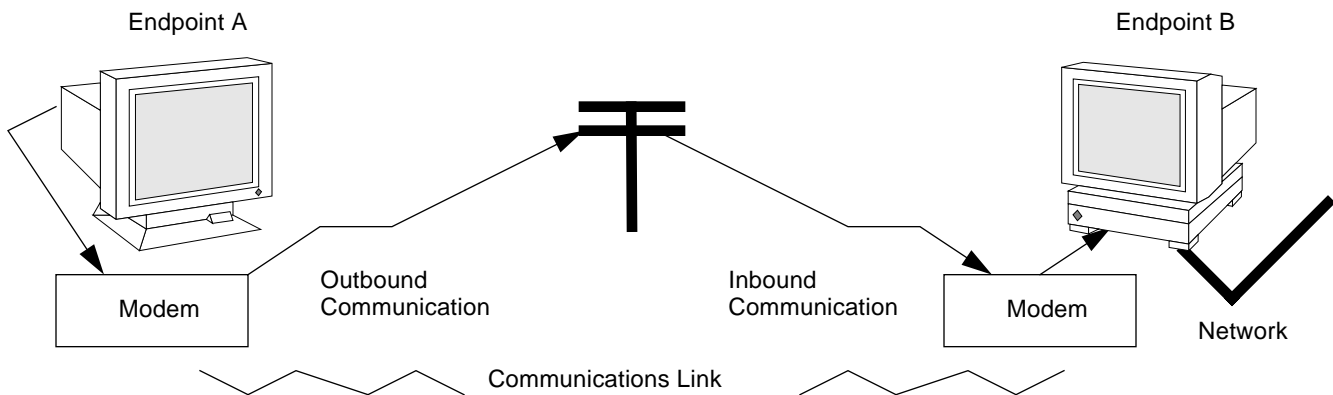 Endpoint A
Endpoint B
Outbound
Communication
Inbound
Communication
Modem
Modem
Network
Communications Link